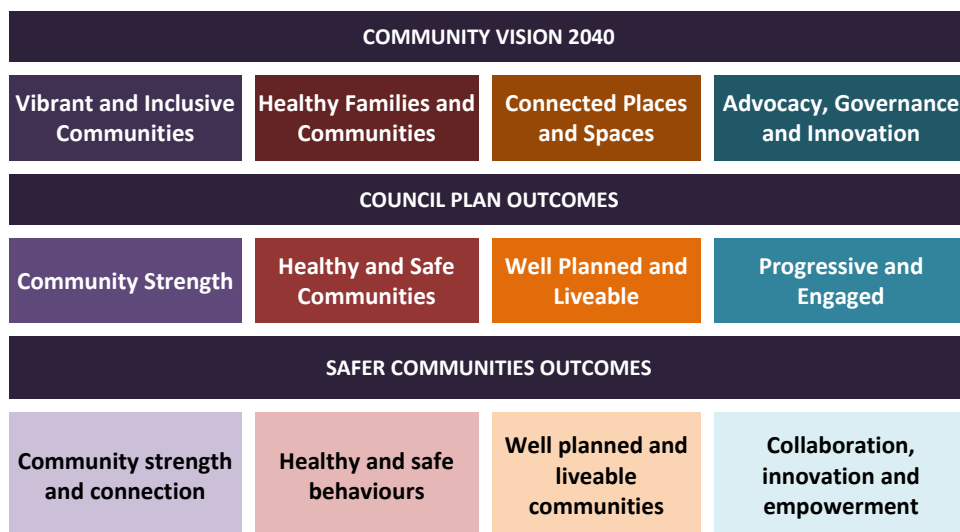 COMMUNITY VISION 2040
Vibrant and Inclusive
Communities
Healthy Families and
Communities
Connected Places
and Spaces
Advocacy, Governance
and Innovation
COUNCIL PLAN OUTCOMES
Community Strength
Healthy and Safe
Communities
Well Planned and
Liveable
Progressive and
Engaged
SAFER COMMUNITIES OUTCOMES
Community strength
and connection
Healthy and safe
behaviours
Well planned and
liveable
communities
Collaboration,
innovation and
empowerment